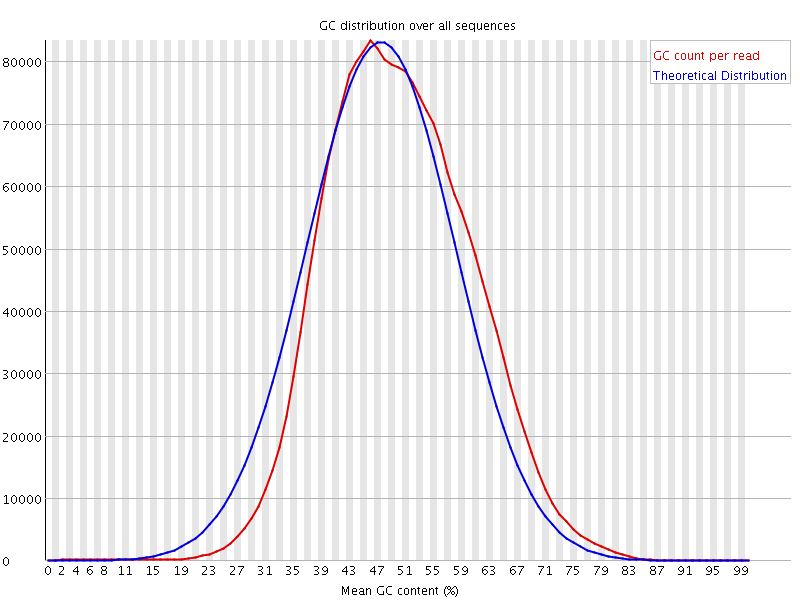 GC distribution over all sequences
GC count per read
Theoretical Distribution
80000
70000
60000
50000
40000
30000
20000
10000
0
0 2 4 6 8 11 15 19 23 27 31 35 39 43 47 51 55 59 63 67 71 75 79 83 87 91 95 99
Mean GC content (%)